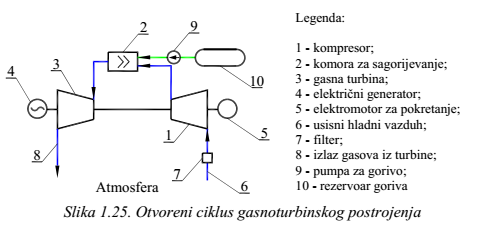 2
9
3
4
10
1
5
8
7
6
Atmosfera
Legenda:
1 - kompresor;
2 - komora za sagorijevanje;
3 - gasna turbina;
4 - električni generator;
5 - elektromotor za pokretanje;
6 - usisni hladni vazduh;
7 - filter;
8 - izlaz gasova iz turbine;
9 - pumpa za gorivo;
10 - rezervoar goriva
Slika 1.25. Otvoreni ciklus gasnoturbinskog postrojenja